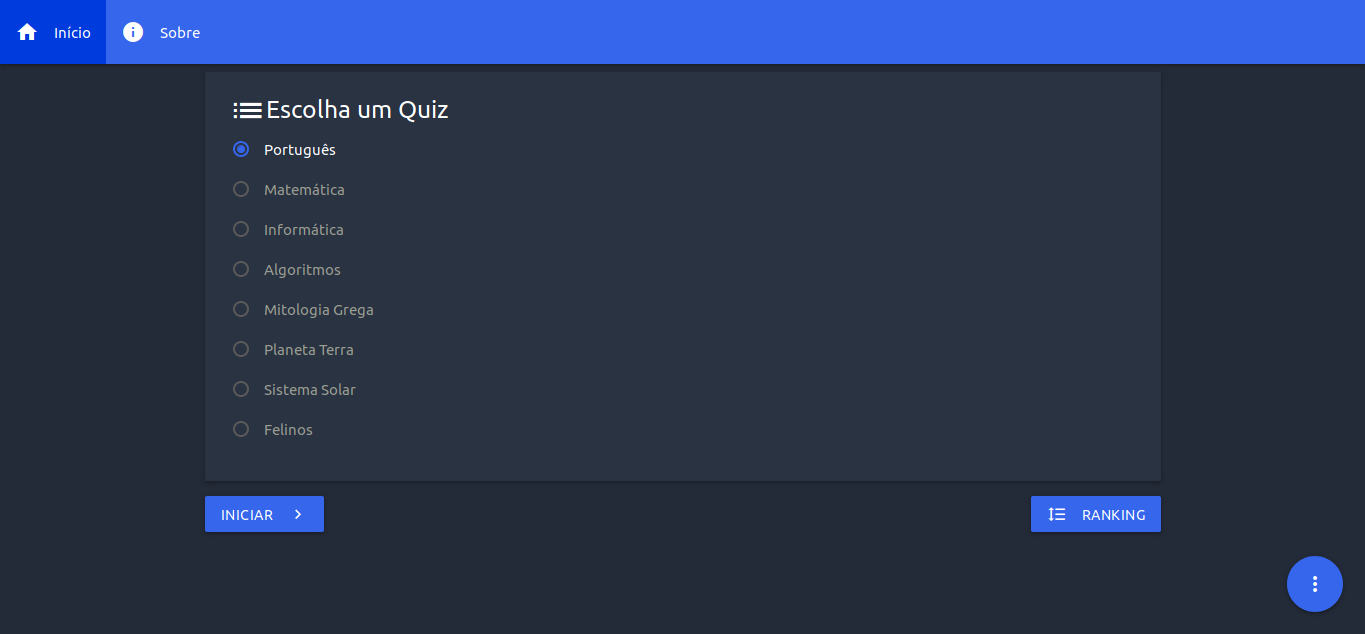 Início Sobre
Escolha um Quiz
Português
Matemática
Informática
Algoritmos
Mitologia Grega
Planeta Terra
Sistema Solar
Felinos
INICIAR RANKING